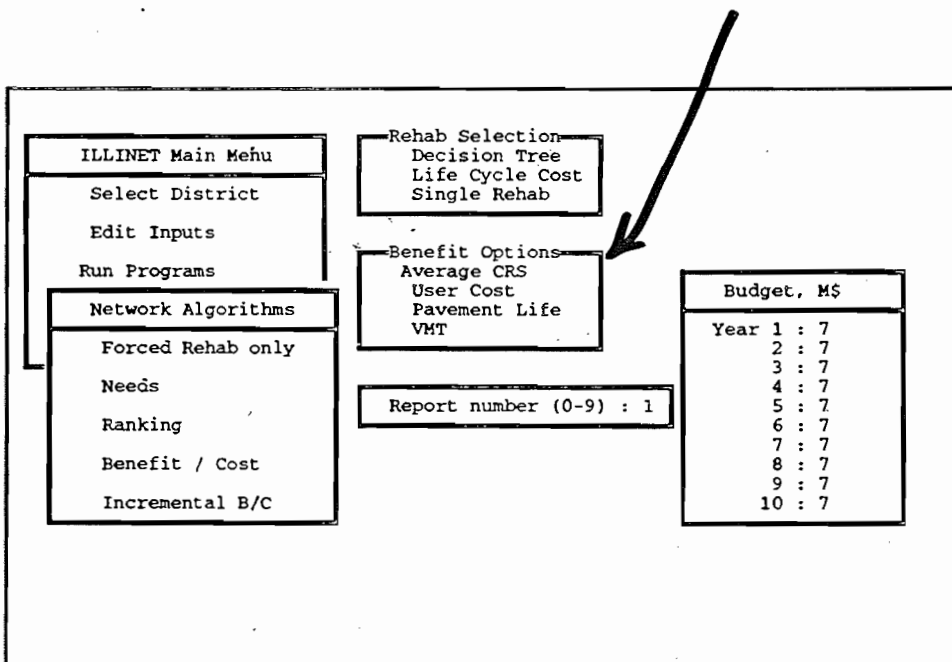 ILLINET Main Menu
Select District
Edit Inputs
Run Programs
Network Algorithms
Forced Rehab only
Needs
Ranking
Benefit / Cost
Incremental B/C
Rehab Selection
Decision Tree
Life Cycle Cost
Single Rehab
Benefit Options
Average CRS
User Cost
Pavement Life
VMT
Report number (0-9) : 1
Budget, M$
Year 1 : 7
2 : 7
3 : 7
4 : 7
5 : 7
6 : 7
7 : 7
8 : 7
9 : 7
10 : 7